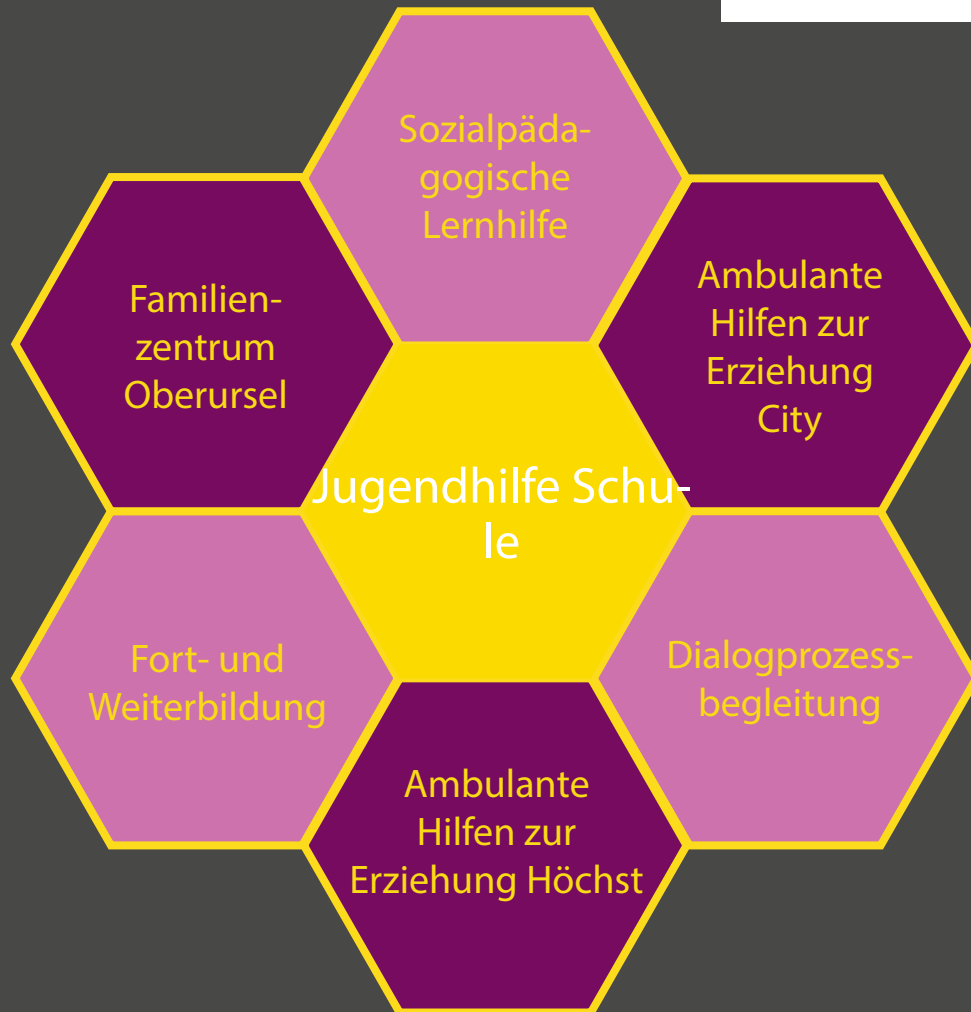 Sozialpäda-
gogische
Lernhilfe
Familien-
zentrum
Oberursel
Ambulante
Hilfen zur
Erziehung
City
Jugendhilfe Schu-
le
Fort- und
Weiterbildung
Dialogprozess-
begleitung
Ambulante
Hilfen zur
Erziehung Höchst